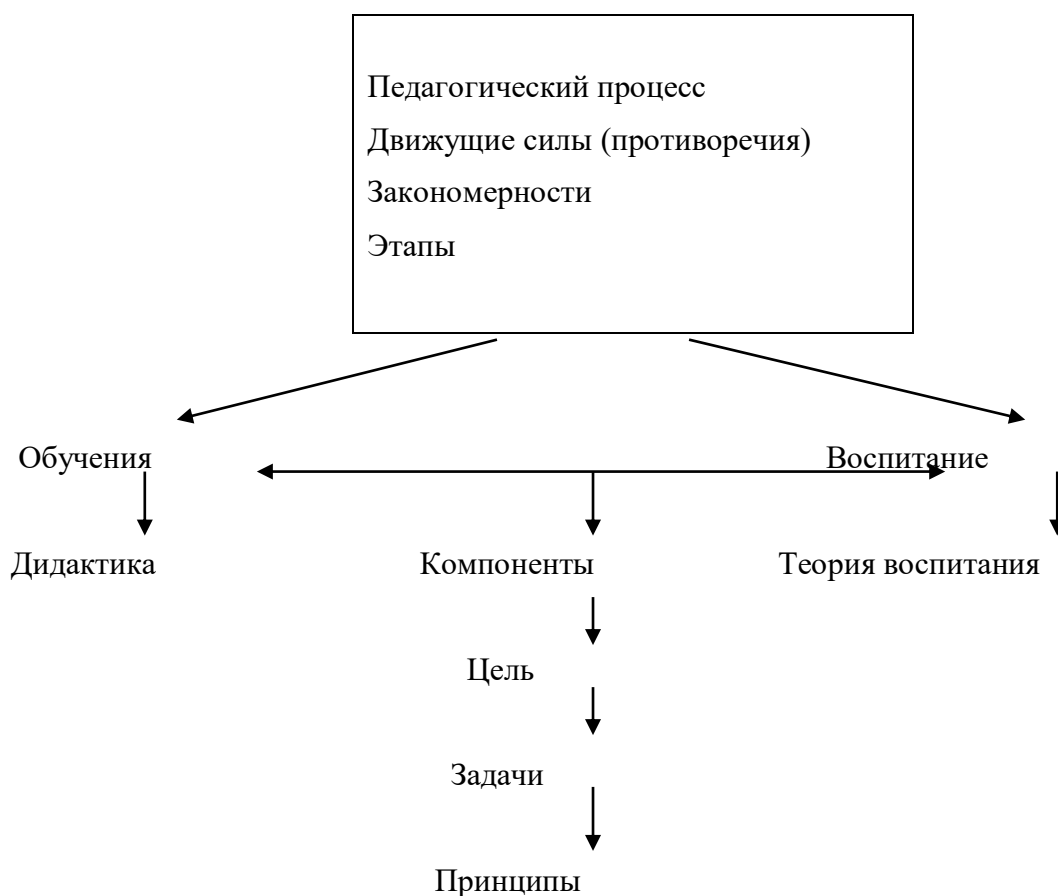 Педагогический процесс
Движущие силы (противоречия)
Закономерности
Этапы
Обучения Воспитание
Дидактика Компоненты Теория воспитания
Цель
Задачи
Принципы